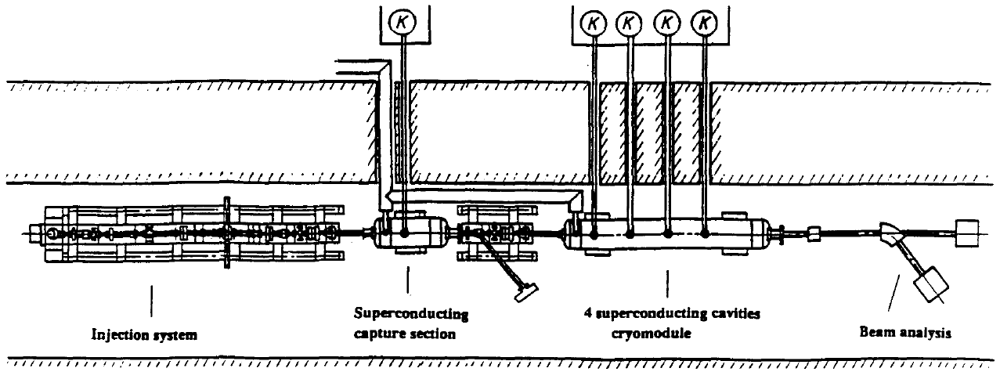 K
K K K K
Superconducting
capture section
4 superconducting cavities
cryomodule
Injection system
Beam analysis